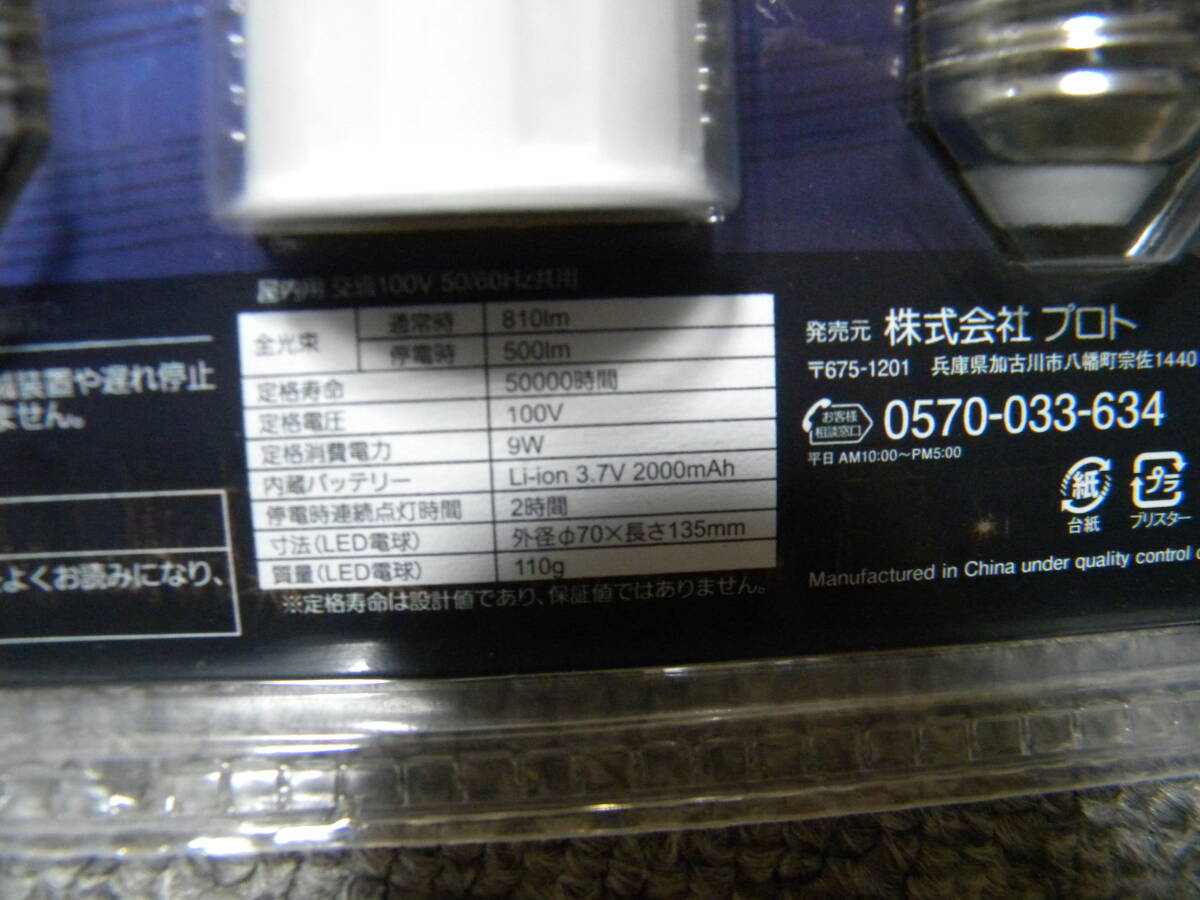 屋内用 交流100V 50/60Hz共用
全光束 通常時 810lm
停電時 500lm
定格寿命 50000時間
定格電圧 100V
定格消費電力 9W
内蔵バッテリー Li-ion 3.7V 2000mAh
停電時連続点灯時間 2時間
寸法(LED電球) 外径φ70×長さ135mm
質量(LED電球) 110g
※定格寿命は設計値であり、保証値ではありません。
装置や遅れ停止
ません。
よくお読みになり、
発売元 株式会社 プロト
〒675-1201 兵庫県加古川市八幡町宗佐1440
お客様
相談窓口 0570-033-634
平日 AM10:00～PM5:00
紙 プラ
台紙 ブリスター
Manufactured in China under quality control